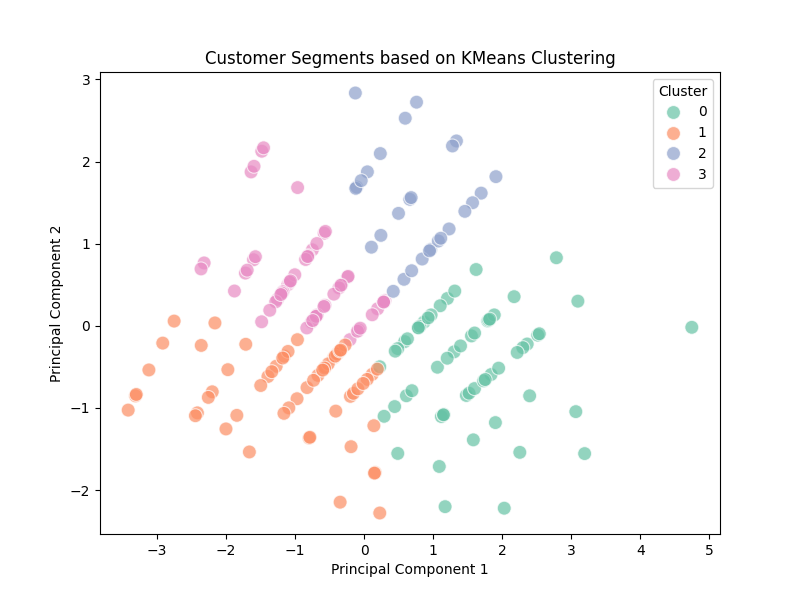 Customer Segments based on KMeans Clustering
Cluster
0
1
2
3
3
2
1
0
−1
−2
Principal Component 2
−3 −2 −1 0 1 2 3 4 5
Principal Component 1